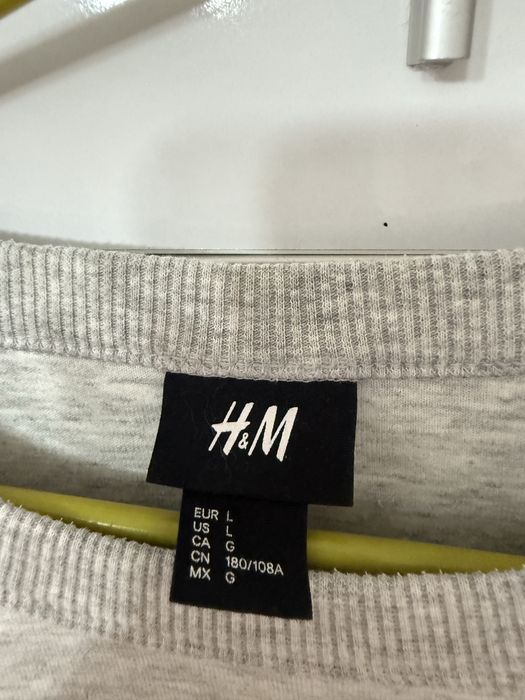 H&M
EUR L
US L
CA G
CN 180/108A
MX G